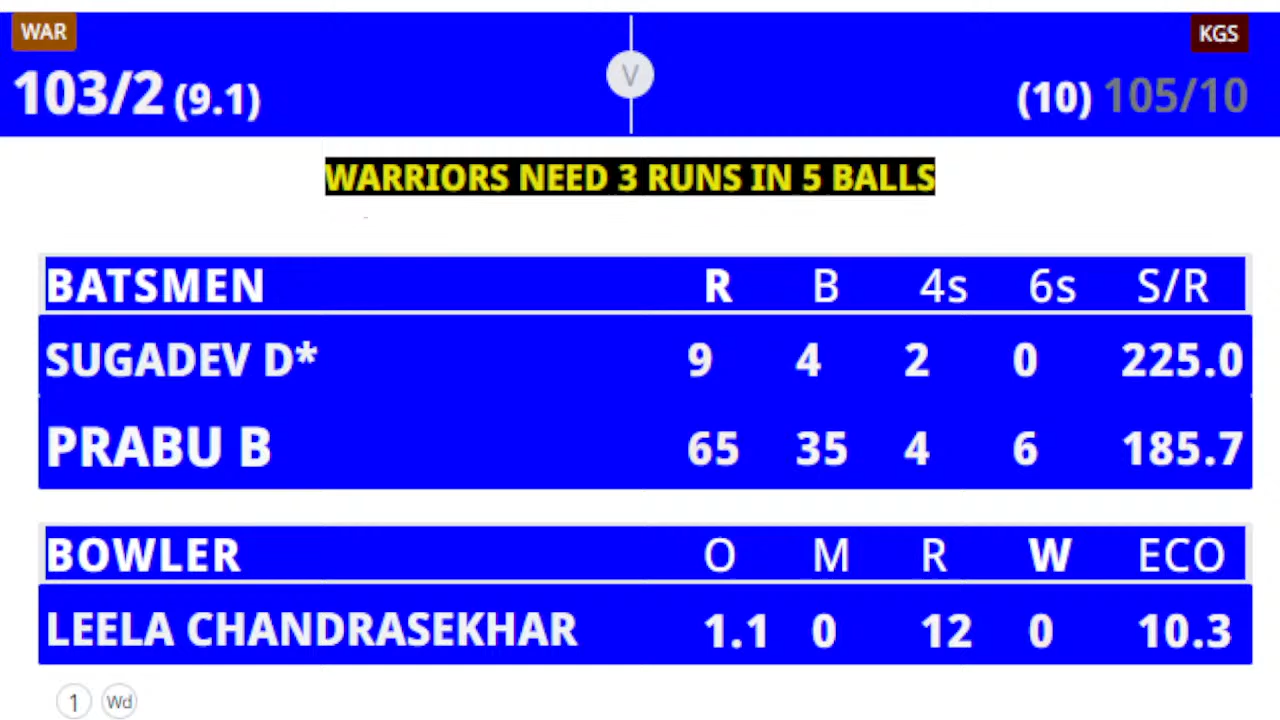 WAR KGS
103/2 (9.1) V (10) 105/10
WARRIORS NEED 3 RUNS IN 5 BALLS
BATSMEN R B 4s 6s S/R
SUGADEV D* 9 4 2 0 225.0
PRABU B 65 35 4 6 185.7
BOWLER O M R W ECO
LEELA CHANDRASEKHAR 1.1 0 12 0 10.3
1 Wd